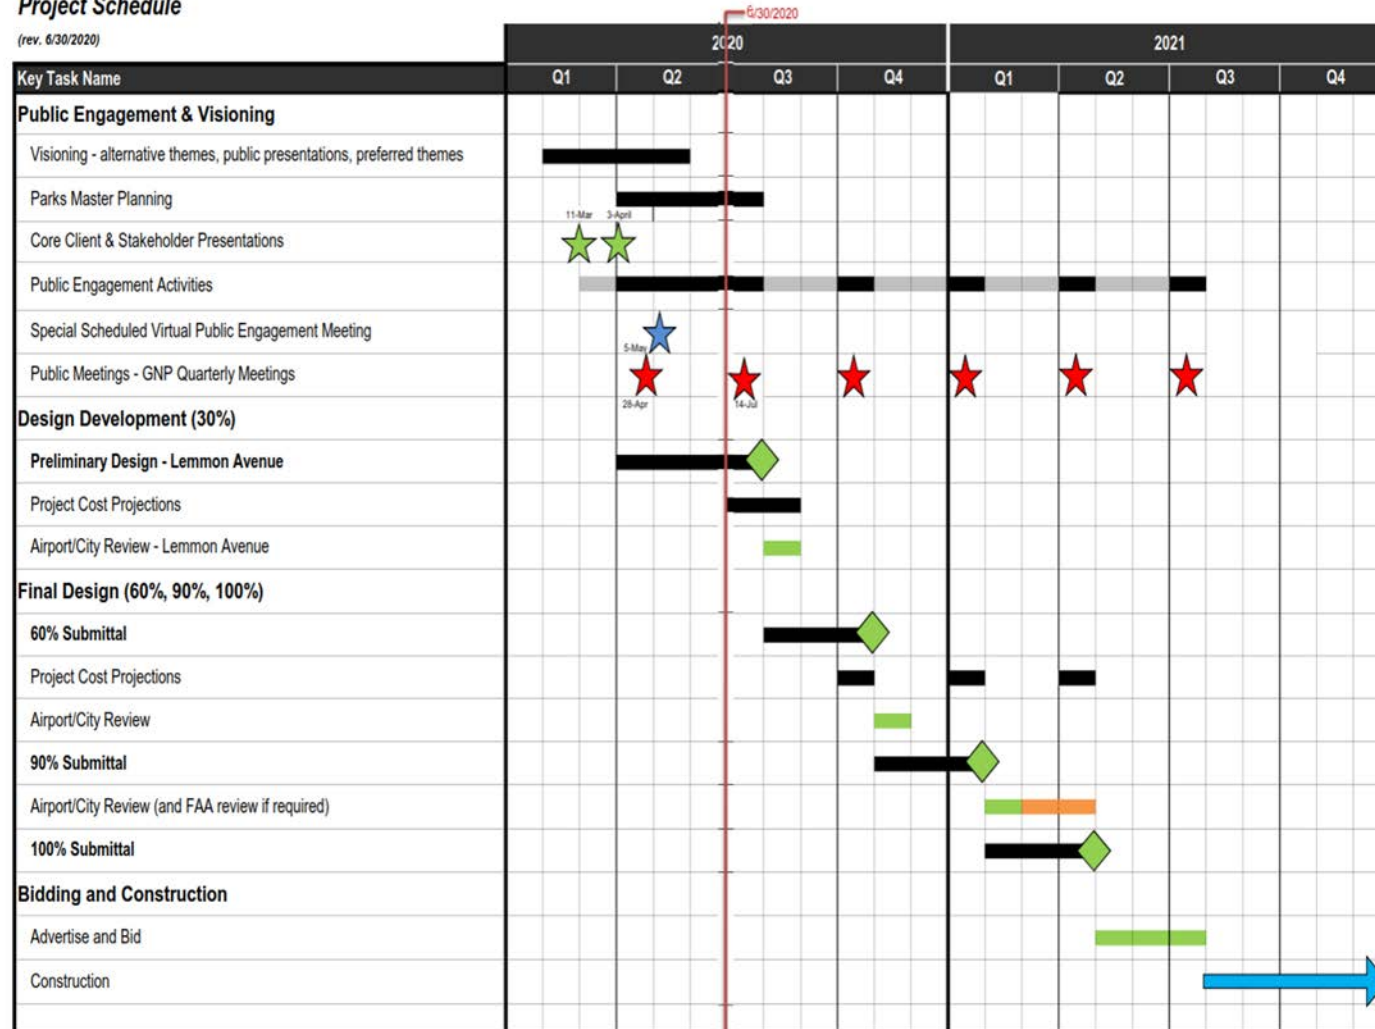 Project Schedule
6/30/2020
(rev. 6/30/2020)
2020 2021
Key Task Name Q1 Q2 Q3 Q4 Q1 Q2 Q3 Q4
Public Engagement & Visioning
Visioning - alternative themes, public presentations, preferred themes
Parks Master Planning
11-Mar 3-April
Core Client & Stakeholder Presentations
Public Engagement Activities
Special Scheduled Virtual Public Engagement Meeting
5-May
Public Meetings - GNP Quarterly Meetings
28-Apr 14-Jul
Design Development (30%)
Preliminary Design - Lemmon Avenue
Project Cost Projections
Airport/City Review - Lemmon Avenue
Final Design (60%, 90%, 100%)
60% Submittal
Project Cost Projections
Airport/City Review
90% Submittal
Airport/City Review (and FAA review if required)
100% Submittal
Bidding and Construction
Advertise and Bid
Construction